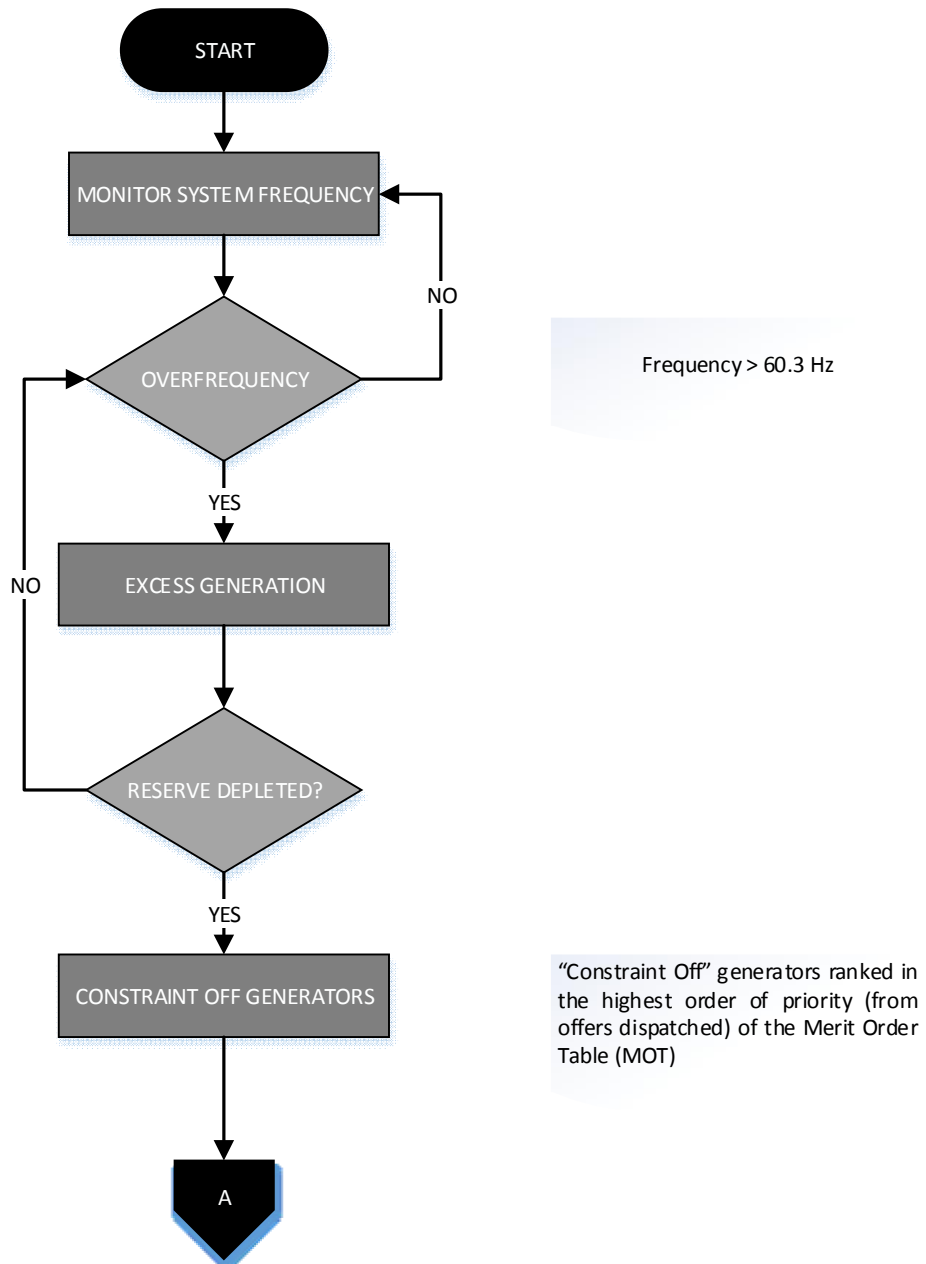 START
MONITOR SYSTEM FREQUENCY
NO
OVERFREQUENCY
Frequency > 60.3 Hz
YES
EXCESS GENERATION
NO
RESERVE DEPLETED?
YES
CONSTRAINT OFF GENERATORS
“Constraint Off” generators ranked in
the highest order of priority (from
offers dispatched) of the Merit Order
Table (MOT)
A